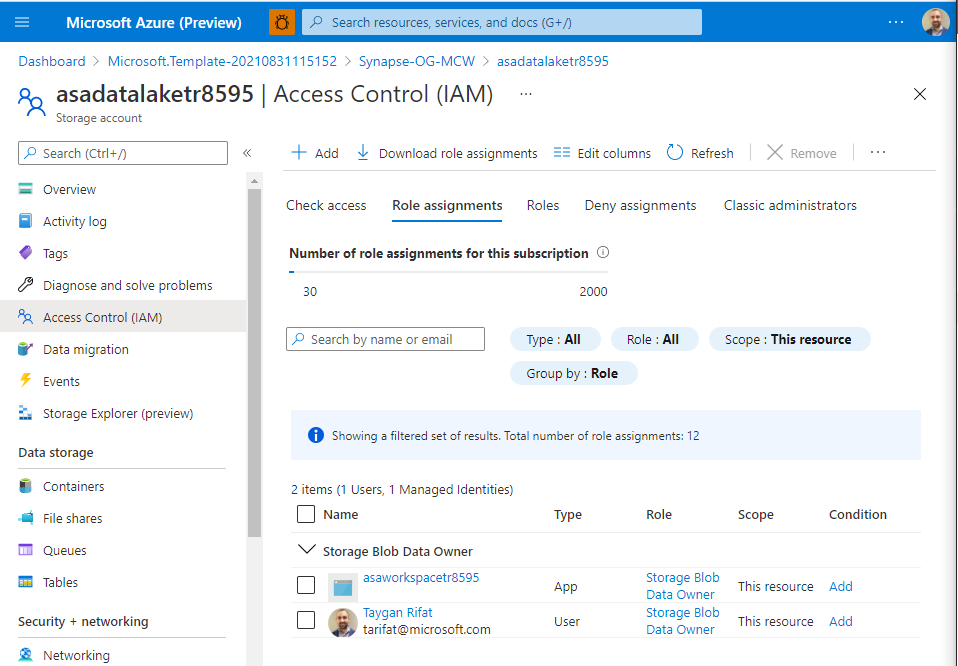 Microsoft Azure (Preview)
Search resources, services, and docs (G+/)
Dashboard > Microsoft.Template-20210831115152 > Synapse-OG-MCW > asadatalaketr8595
asadatalaketr8595 | Access Control (IAM) ...
Storage account
Search (Ctrl+/)
Overview
Activity log
Tags
Diagnose and solve problems
Access Control (IAM)
Data migration
Events
Storage Explorer (preview)
Data storage
Containers
File shares
Queues
Tables
Security + networking
Networking
Add Download role assignments Edit columns Refresh Remove ...
Check access Role assignments Roles Deny assignments Classic administrators
Number of role assignments for this subscription
30 2000
Search by name or email
Type : All Role : All Scope : This resource
Group by : Role
Showing a filtered set of results. Total number of role assignments: 12
2 items (1 Users, 1 Managed Identities)
Name Type Role Scope Condition
Storage Blob Data Owner
asaworkspacetr8595 App Storage Blob Data Owner This resource Add
Taygan Rifat
tarifat@microsoft.com User Storage Blob Data Owner This resource Add